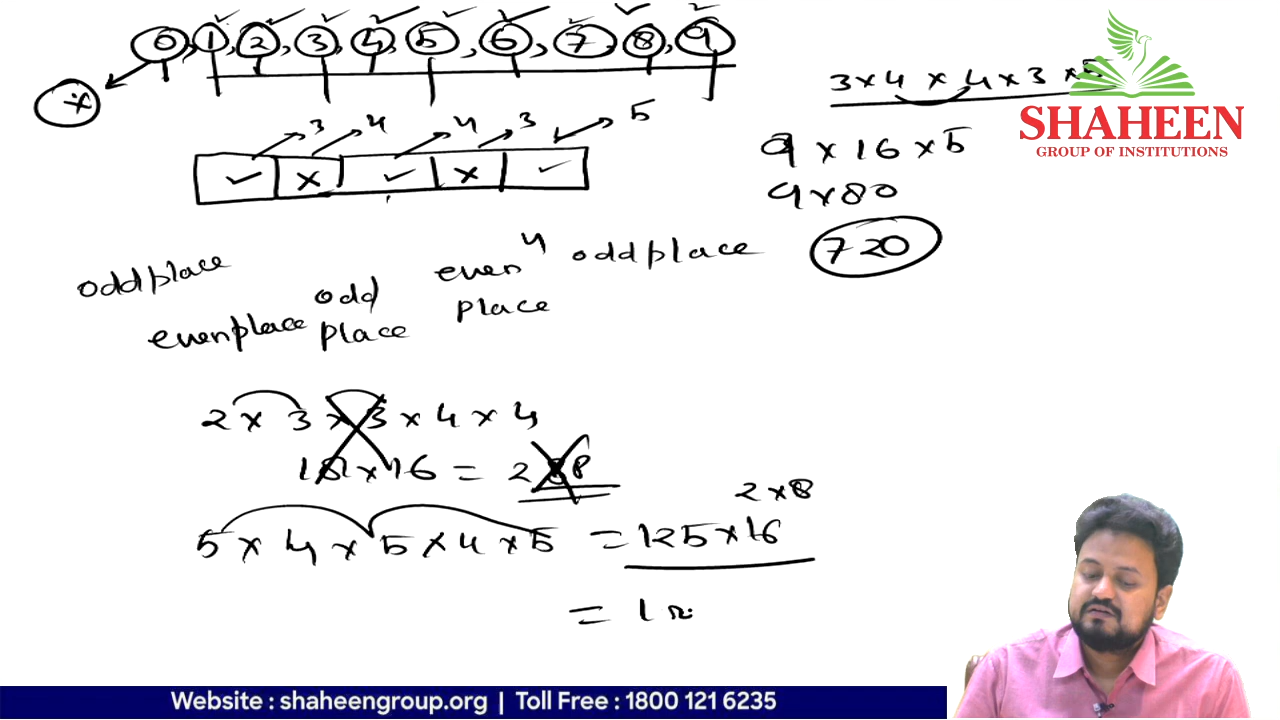 0, 1, 2, 3, 4, 5, 6, 7, 8, 9
3 4 4 3 5
odd place
even place
odd place
even place
4
odd place
3 × 4 × 4 × 3 × 5
9 × 16 × 5
9 × 80
720
2 × 3 × 3 × 4 × 4
18 × 16 = 288
2 × 8
5 × 4 × 5 × 4 × 5 = 125 × 16
= 1
SHAHEEN
GROUP OF INSTITUTIONS
Website : shaheengroup.org | Toll Free : 1800 121 6235